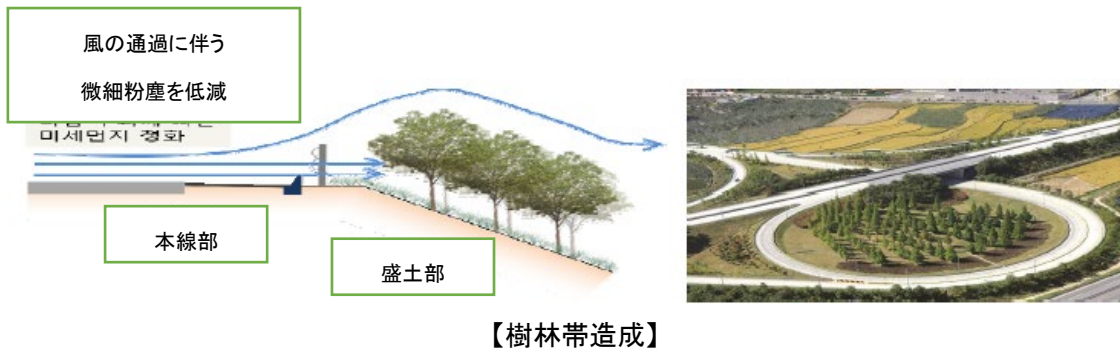 風の通過に伴う
微細粉塵を低減
미세먼지 정화
本線部
盛土部
【樹林帯造成】